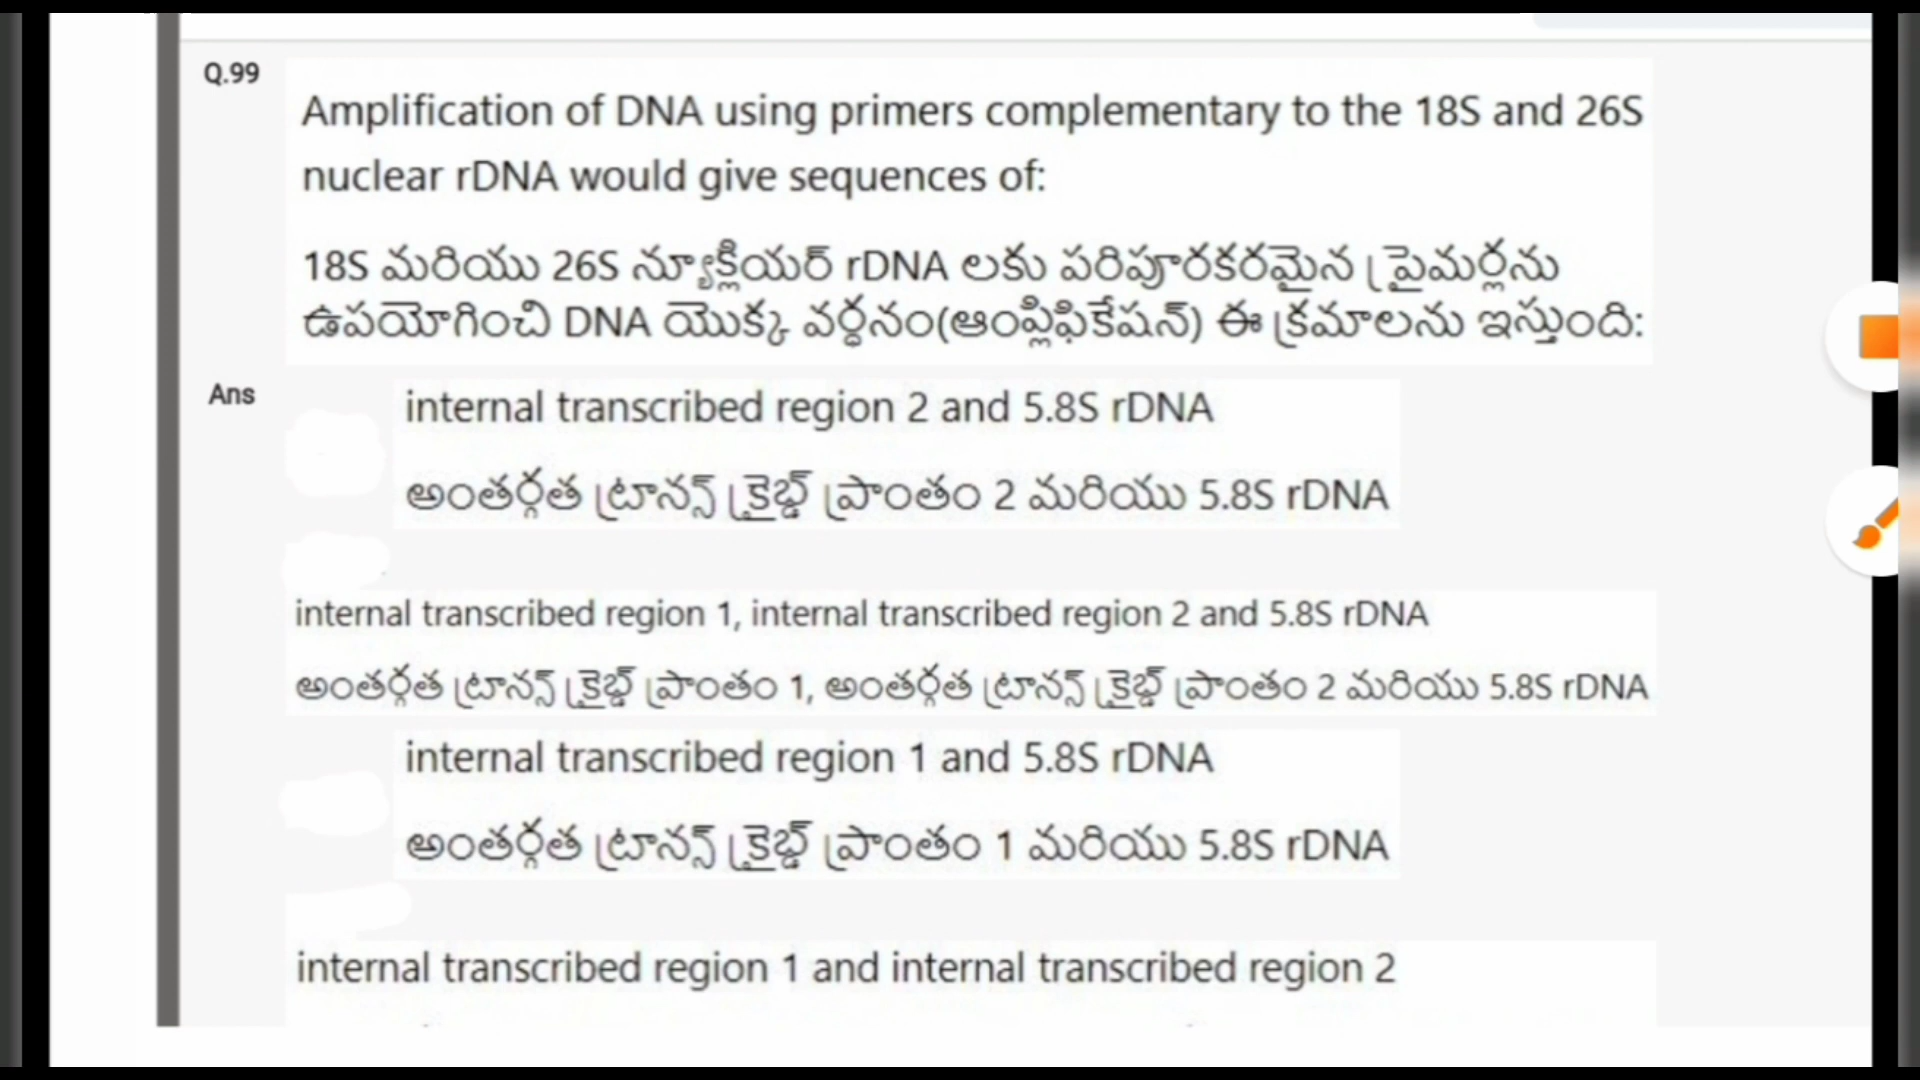 Q.99
Amplification of DNA using primers complementary to the 18S and 26S
nuclear rDNA would give sequences of:
18S మరియు 26S న్యూక్లియర్ rDNA లకు పరిపూరకరమైన ప్రైమర్లను
ఉపయోగించి DNA యొక్క వర్ధనం(ఆంప్లిఫికేషన్) ఈ క్రమాలను ఇస్తుంది:
Ans
internal transcribed region 2 and 5.8S rDNA
అంతర్గత ట్రాన్స్క్రైబ్డ్ ప్రాంతం 2 మరియు 5.8S rDNA
internal transcribed region 1, internal transcribed region 2 and 5.8S rDNA
అంతర్గత ట్రాన్స్క్రైబ్డ్ ప్రాంతం 1, అంతర్గత ట్రాన్స్క్రైబ్డ్ ప్రాంతం 2 మరియు 5.8S rDNA
internal transcribed region 1 and 5.8S rDNA
అంతర్గత ట్రాన్స్క్రైబ్డ్ ప్రాంతం 1 మరియు 5.8S rDNA
internal transcribed region 1 and internal transcribed region 2